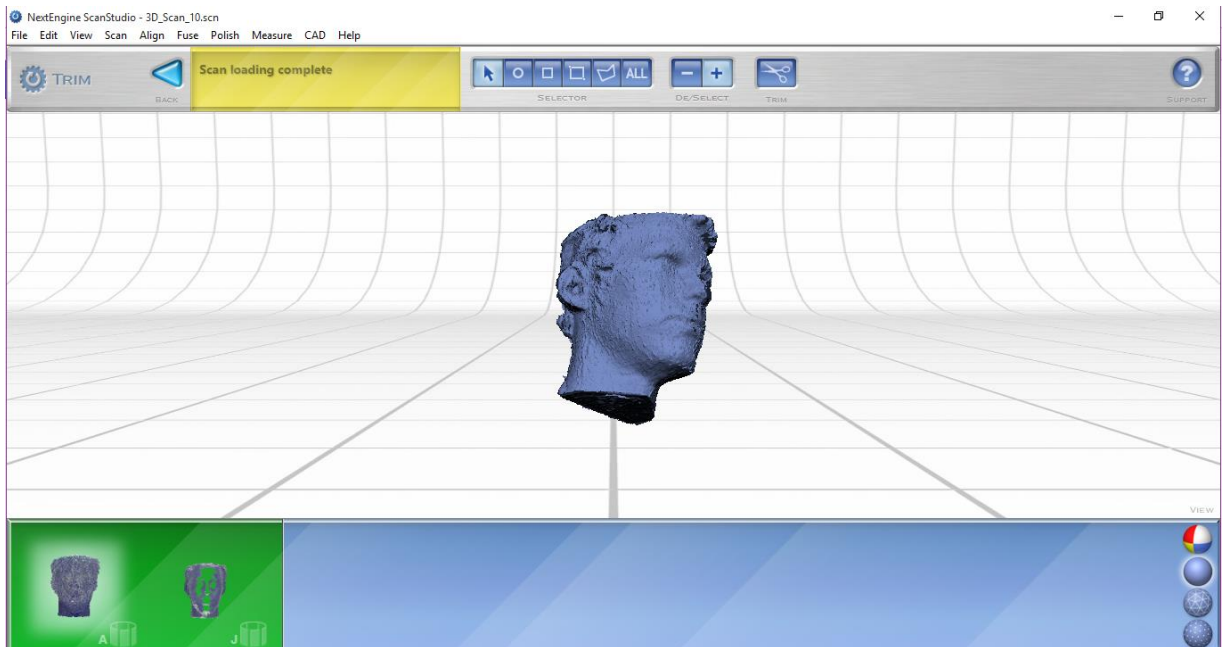 NextEngine ScanStudio - 3D_Scan_10.scn
File Edit View Scan Align Fuse Polish Measure CAD Help
TRIM
BACK
Scan loading complete
ALL
SELECTOR
DE/SELECT
TRIM
?
SUPPORT
VIEW
A
J